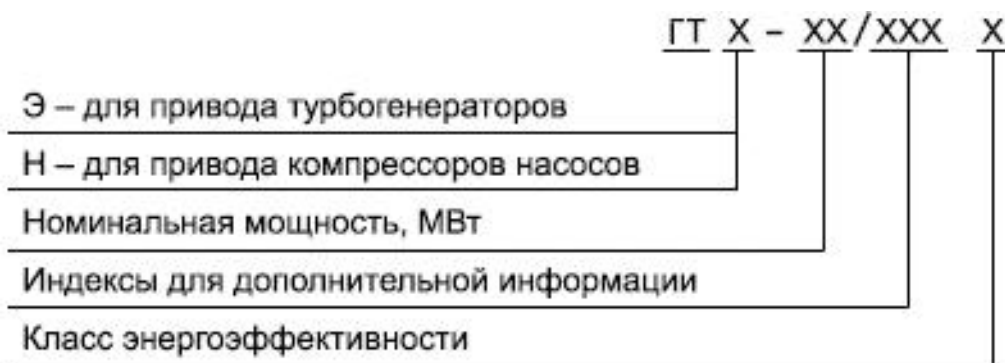 ГТ Х – ХХ/ХХХ Х
Э – для привода турбогенераторов
Н – для привода компрессоров насосов
Номинальная мощность, МВт
Индексы для дополнительной информации
Класс энергоэффективности